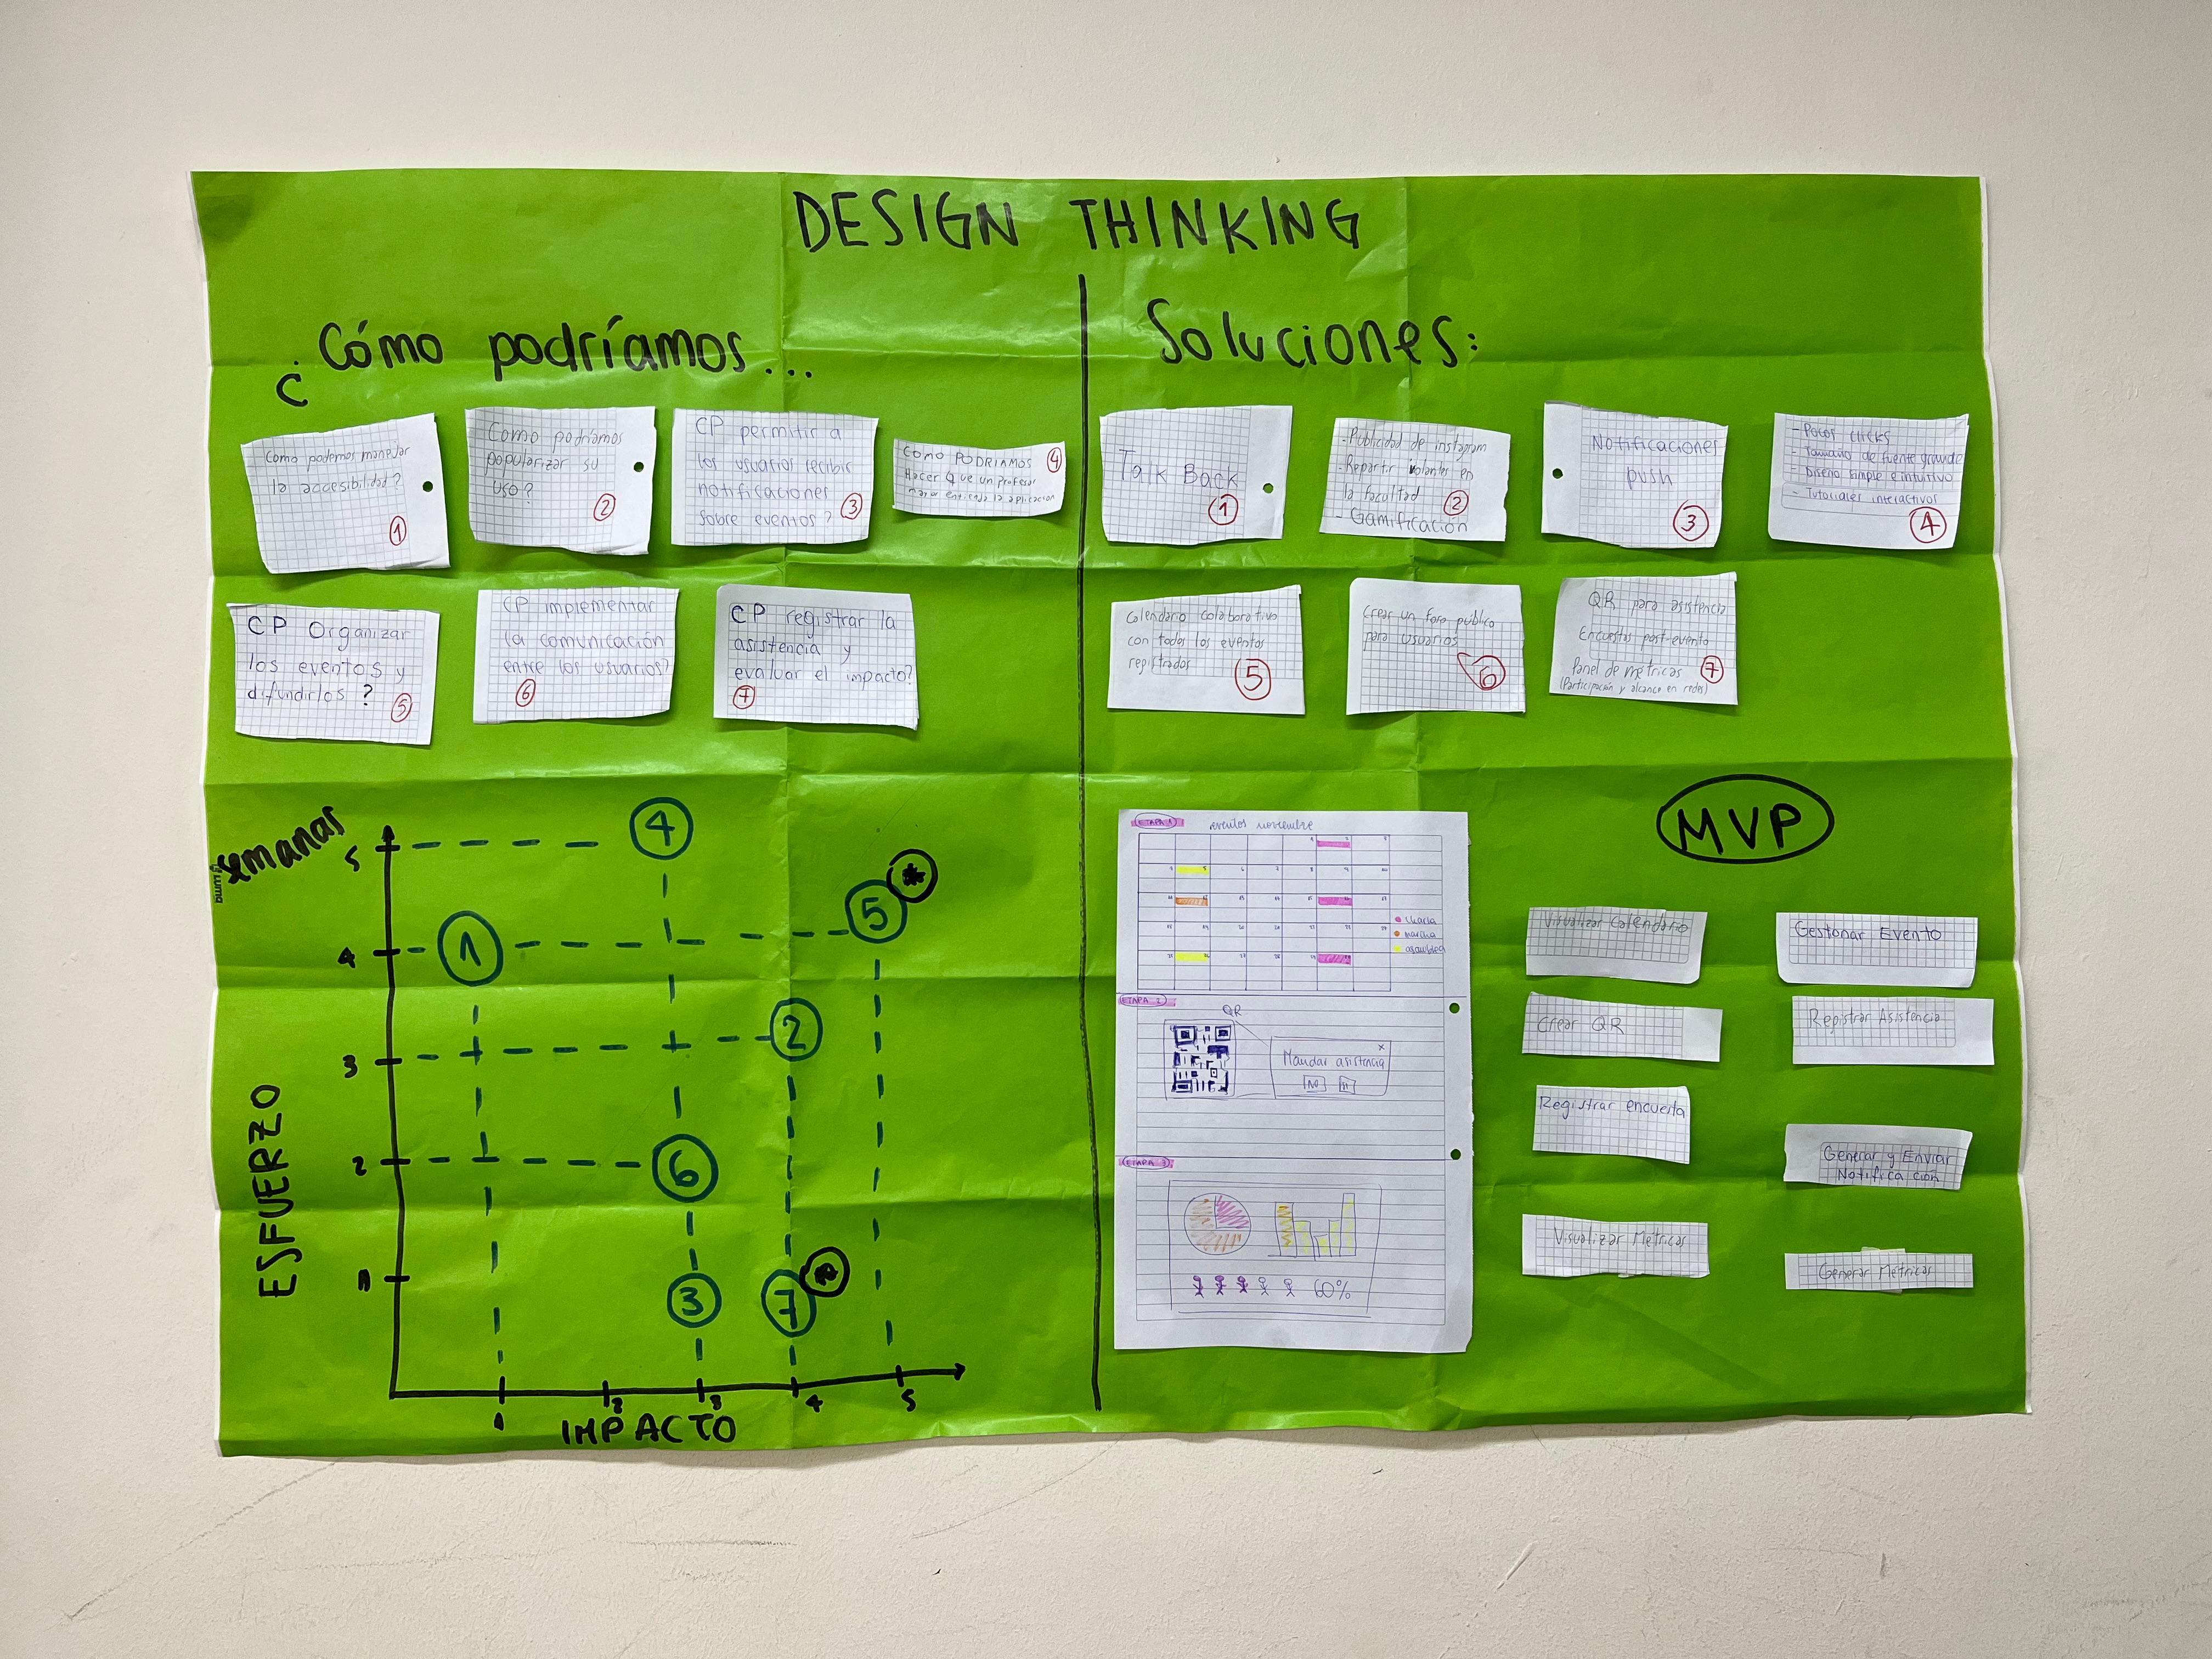 DESIGN THINKING
¿Cómo podríamos...
Como podemos manejar
la accesibilidad?
1
Como podríamos
popularizar su
uso?
2
CP permitir a
los usuarios recibir
notificaciones
sobre eventos?
3
COMO PODRIAMOS
4
Hacer que un profesor
mayor entienda la aplicacion
CP Organizar
los eventos y
difundirlos?
5
CP implementar
la comunicación
entre los usuarios?
6
CP registrar la
asistencia y
evaluar el impacto?
7
Soluciones:
Talk Back
1
- Publicidad de instagram
- Repartir volantes en
la facultad
2
- Gamificación
Notificaciones
push
3
- Pocos clicks
- Tamaño de fuente grande
- Diseño simple e intuitivo
- Tutoriales interactivos
4
Calendario colaborativo
con todos los eventos
registrados
5
Crear un foro público
para usuarios
6
QR para asistencia
Encuestas post-evento
Panel de métricas
7
(Participación y alcance en redes)
semanas
5
4
3
2
1
ESFUERZO
4
5
*
1
2
6
3
7
*
1
2
3
4
5
IMPACTO
ETAPA 1
eventos noviembre
charla
marcha
asamblea
ETAPA 2
QR
Mandar asistencia
x
NO
SI
ETAPA 3
60%
MVP
Visualizar Calendario
Gestonar Evento
Crear QR
Registrar Asistencia
Registrar encuesta
Generar y Enviar
Notificación
Visualizar Metricas
Generar Métricas